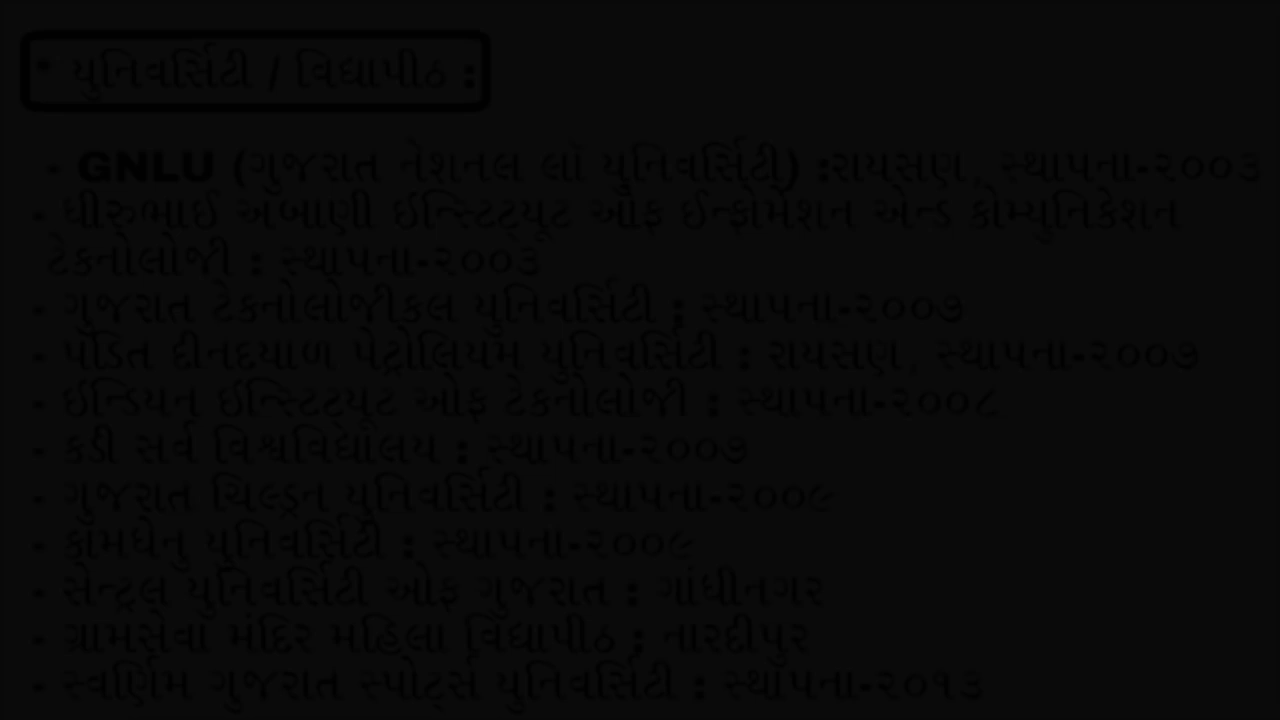 * યુનિવર્સિટી / વિદ્યાપીઠ :
- GNLU (ગુજરાત નેશનલ લૉ યુનિવર્સિટી) :રાયસણ, સ્થાપના-૨૦૦૩
- ધીરુભાઈ અંબાણી ઈન્સ્ટિટ્યૂટ ઓફ ઈન્ફોર્મેશન એન્ડ કોમ્યુનિકેશન
ટેકનોલોજી : સ્થાપના-૨૦૦૩
- ગુજરાત ટેકનોલોજીકલ યુનિવર્સિટી : સ્થાપના-૨૦૦૭
- પંડિત દીનદયાળ પેટ્રોલિયમ યુનિવર્સિટી : રાયસણ, સ્થાપના-૨૦૦૭
- ઈન્ડિયન ઈન્સ્ટિટ્યૂટ ઓફ ટેકનોલોજી : સ્થાપના-૨૦૦૮
- કડી સર્વ વિશ્વવિદ્યાલય : સ્થાપના-૨૦૦૭
- ગુજરાત ચિલ્ડ્રન યુનિવર્સિટી : સ્થાપના-૨૦૦૯
- કામધેનુ યુનિવર્સિટી : સ્થાપના-૨૦૦૯
- સેન્ટ્રલ યુનિવર્સિટી ઓફ ગુજરાત : ગાંધીનગર
- ગ્રામસેવા મંદિર મહિલા વિદ્યાપીઠ : નારદીપુર
- સ્વર્ણિમ ગુજરાત સ્પોર્ટ્સ યુનિવર્સિટી : સ્થાપના-૨૦૧૩